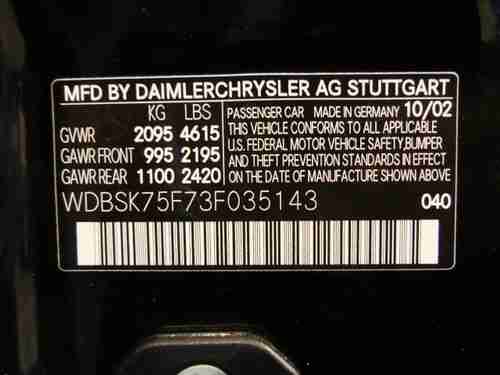 MFD BY DAIMLERCHRYSLER AG STUTTGART
KG LBS
GVWR 2095 4615
GAWR FRONT 995 2195
GAWR REAR 1100 2420
PASSENGER CAR MADE IN GERMANY 10/02
THIS VEHICLE CONFORMS TO ALL APPLICABLE
U.S. FEDERAL MOTOR VEHICLE SAFETY, BUMPER
AND THEFT PREVENTION STANDARDS IN EFFECT
ON THE DATE OF MANUFACTURE SHOWN ABOVE
WDBSK75F73F035143
040